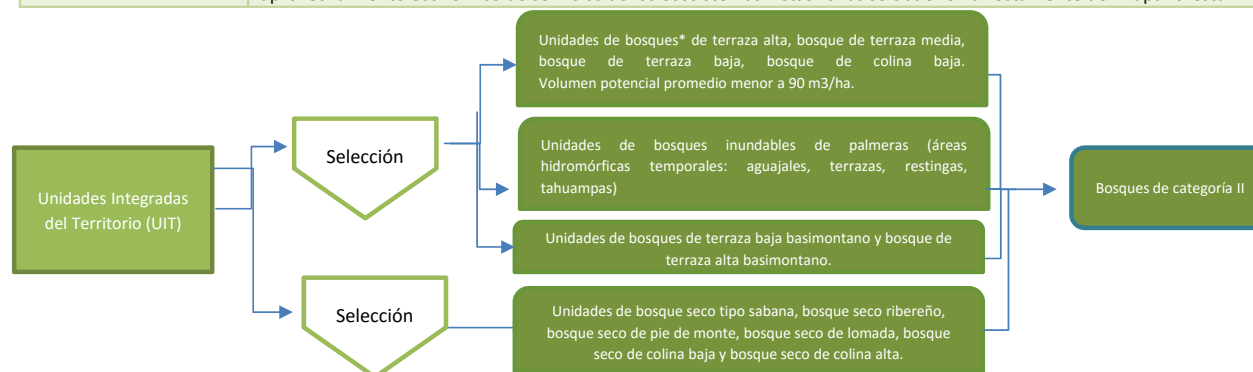 Unidades de bosques* de terraza alta, bosque de terraza media,
bosque de terraza baja, bosque de colina baja.
Volumen potencial promedio menor a 90 m3/ha.
Selección
Unidades de bosques inundables de palmeras (áreas
hidromórficas temporales: aguajales, terrazas, restingas,
tahuampas)
Unidades Integradas
del Territorio (UIT)
Bosques de categoría II
Unidades de bosques de terraza baja basimontano y bosque de
terraza alta basimontano.
Selección
Unidades de bosque seco tipo sabana, bosque seco ribereño,
bosque seco de pie de monte, bosque seco de lomada, bosque
seco de colina baja y bosque seco de colina alta.